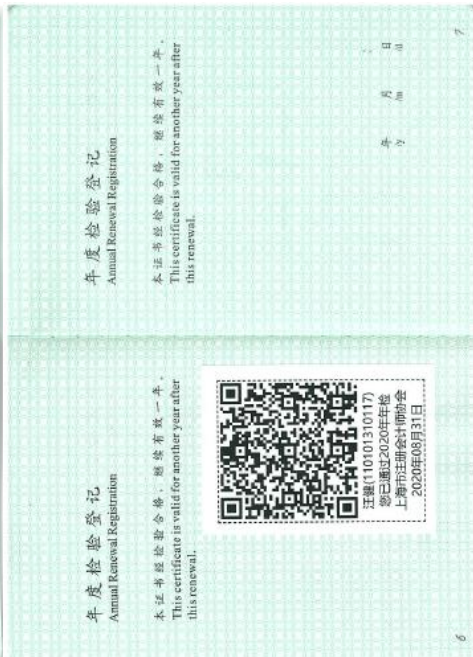 年度检验登记
Annual Renewal Registration
本证书经检验合格，继续有效一年。
This certificate is valid for another year after
this renewal.
汪健(110101310117)
您已通过2020年年检
上海市注册会计师协会
2020年08月31日
6
年度检验登记
Annual Renewal Registration
本证书经检验合格，继续有效一年。
This certificate is valid for another year after
this renewal.
年 月 日
/y /m /d
7